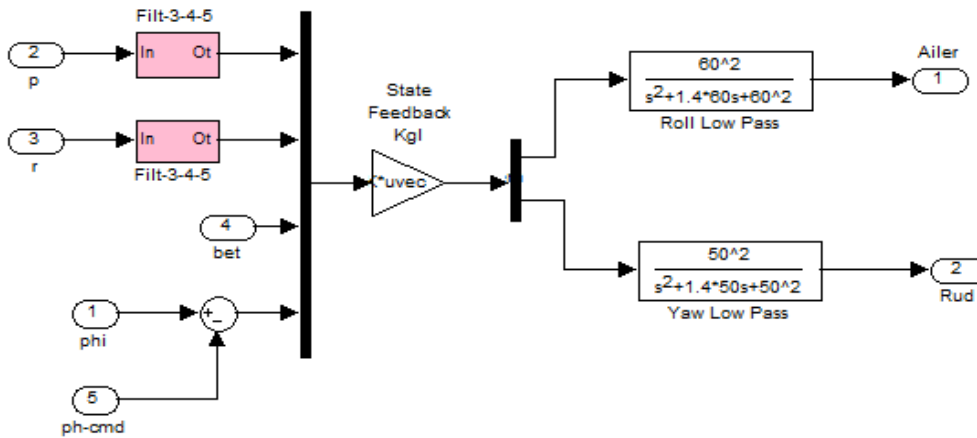 Filt-3-4-5
2
In Ot
p
3
In Ot
r
Filt-3-4-5
State
Feedback
Kgl
*uvec
4
bet
1
phi
+
−
5
ph-cmd
60^2
s2+1.4*60s+60^2
Roll Low Pass
Ailer
1
50^2
s2+1.4*50s+50^2
Yaw Low Pass
2
Rud